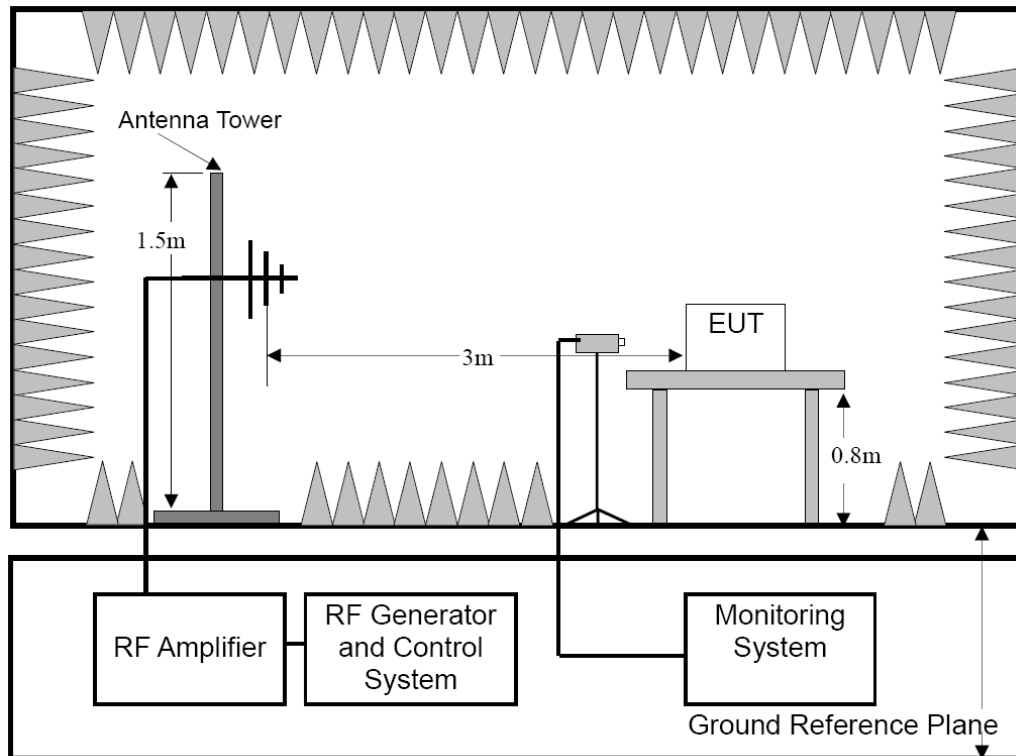 Antenna Tower
1.5m
3m
EUT
0.8m
RF Amplifier
RF Generator
and Control
System
Monitoring
System
Ground Reference Plane